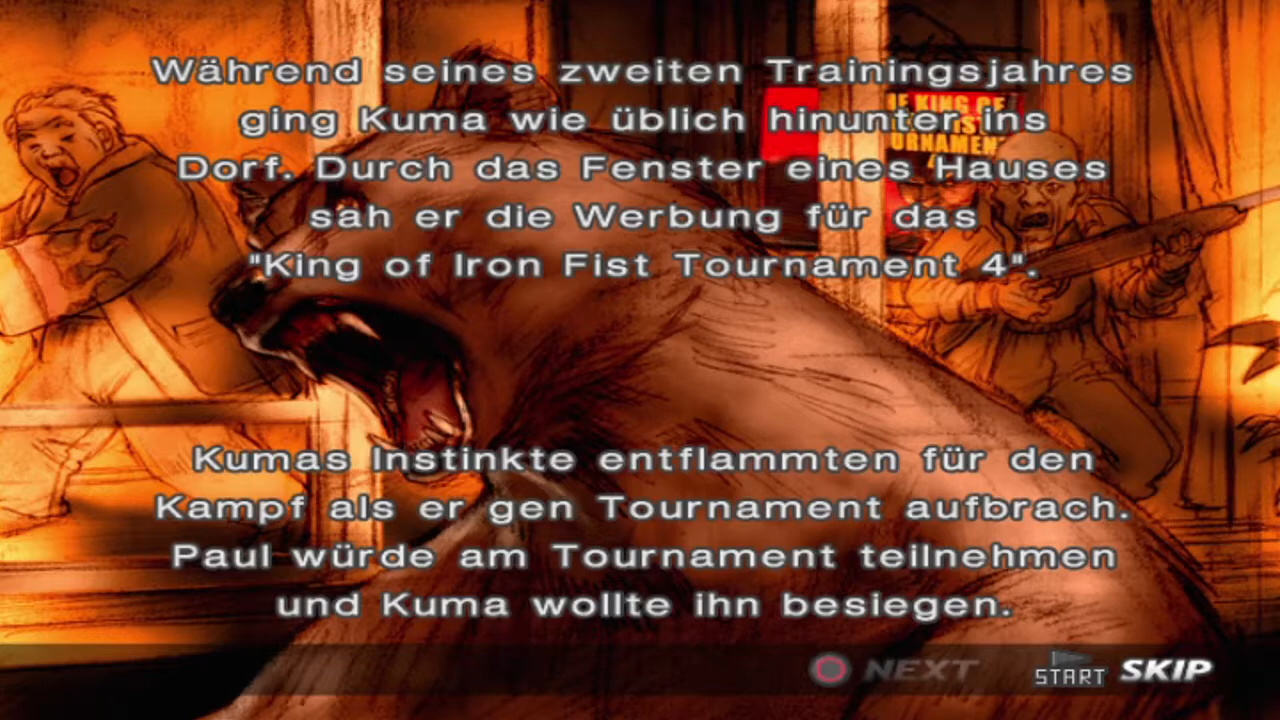 Während seines zweiten Trainingsjahres
ging Kuma wie üblich hinunter ins
Dorf. Durch das Fenster eines Hauses
sah er die Werbung für das
"King of Iron Fist Tournament 4".
Kumas Instinkte entflammten für den
Kampf als er gen Tournament aufbrach.
Paul würde am Tournament teilnehmen
und Kuma wollte ihn besiegen.
KING OF
NEXT
START SKIP